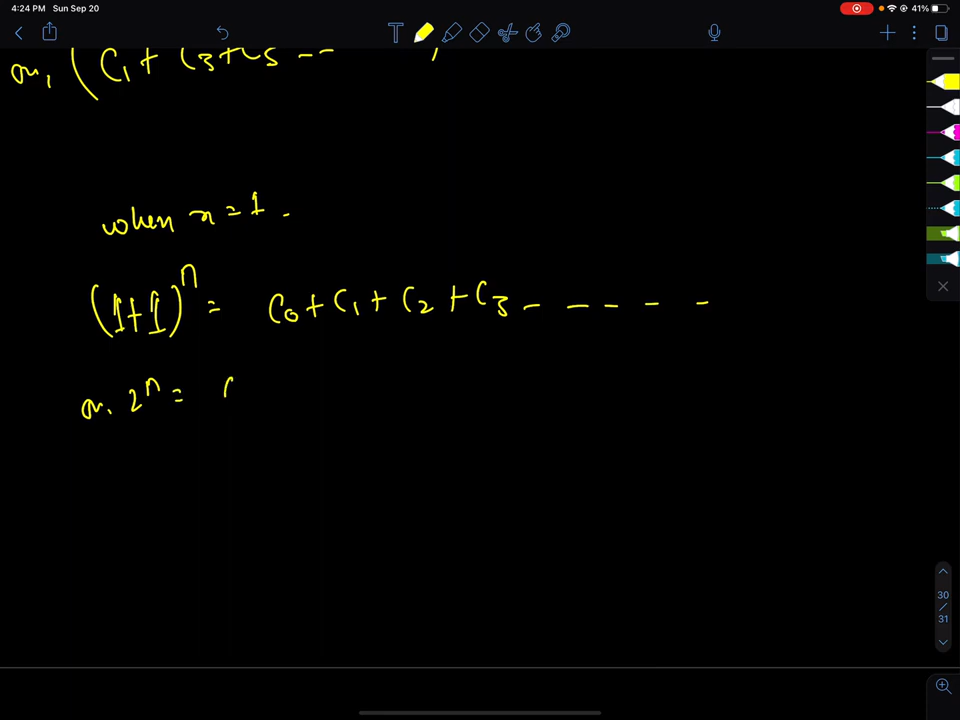 4:24 PM Sun Sep 20
41%
T
or, (C₁ + C₃ + C₅ --
when x = 1 .
(1+1)ⁿ = C₀ + C₁ + C₂ + C₃ - - - - -
or, 2ⁿ = (
30
/
31